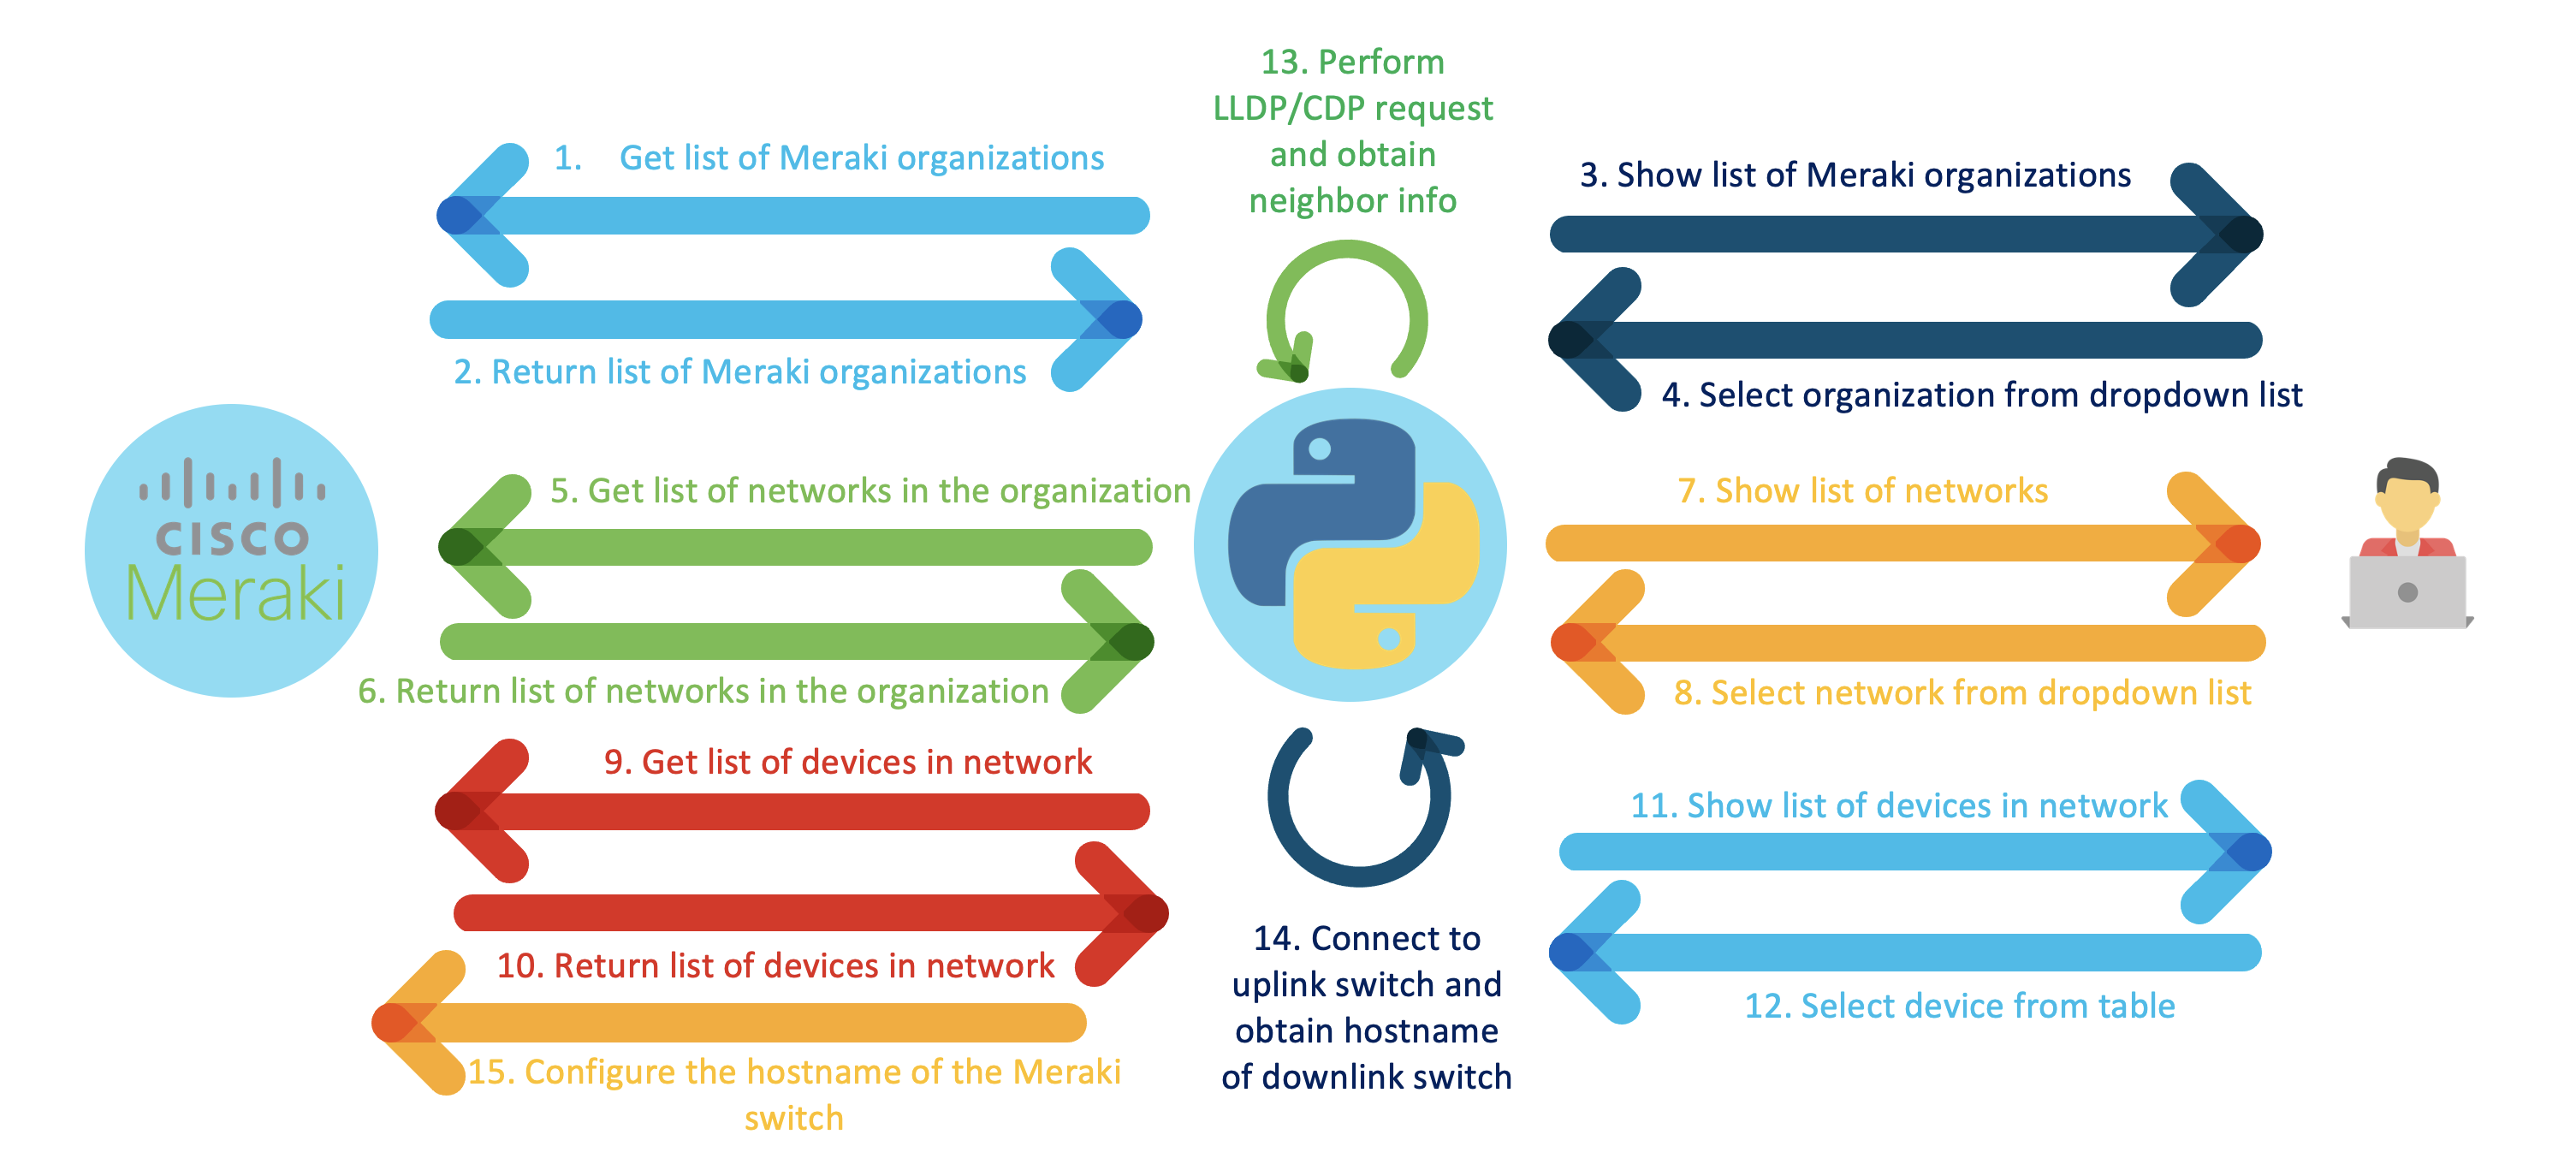 13. Perform
LLDP/CDP request
and obtain
neighbor info
1. Get list of Meraki organizations
2. Return list of Meraki organizations
3. Show list of Meraki organizations
4. Select organization from dropdown list
CISCO
Meraki
5. Get list of networks in the organization
6. Return list of networks in the organization
7. Show list of networks
8. Select network from dropdown list
9. Get list of devices in network
10. Return list of devices in network
11. Show list of devices in network
12. Select device from table
14. Connect to
uplink switch and
obtain hostname
of downlink switch
15. Configure the hostname of the Meraki
switch